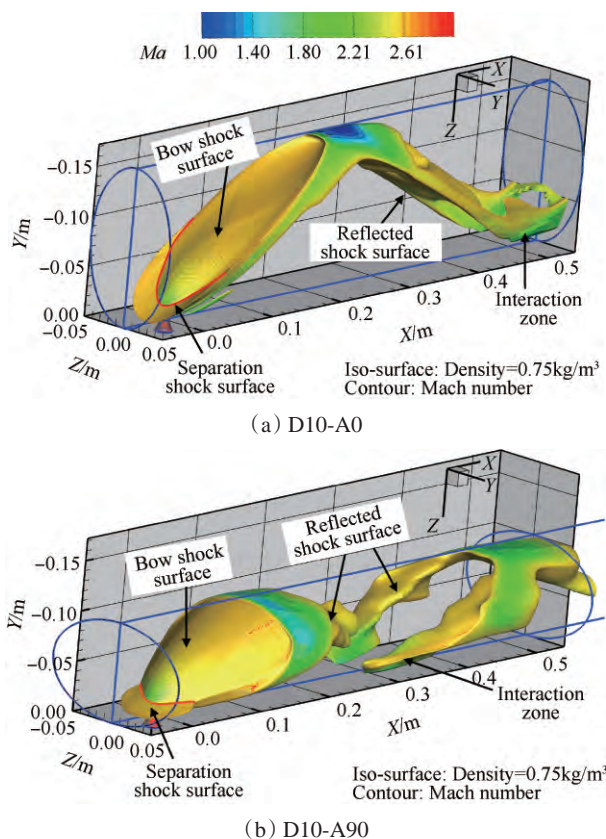 Ma
1.00 1.40 1.80 2.21 2.61
X
Y
Z
Bow shock
surface
-0.15
-0.10
-0.05
0.00
Y/m
Reflected
shock surface
-0.05
0.00
0.05
Z/m
0.0 0.1 0.2 0.3 0.4 0.5
X/m
Interaction
zone
Separation
shock surface
Iso-surface: Density=0.75kg/m³
Contour: Mach number
(a) D10-A0
X
Y
Z
Reflected
shock surface
Bow shock
surface
-0.15
-0.10
-0.05
0.00
Y/m
-0.05
0.00
0.05
Z/m
0.0 0.1 0.2 0.3 0.4 0.5
X/m
Interaction
zone
Separation
shock surface
Iso-surface: Density=0.75kg/m³
Contour: Mach number
(b) D10-A90